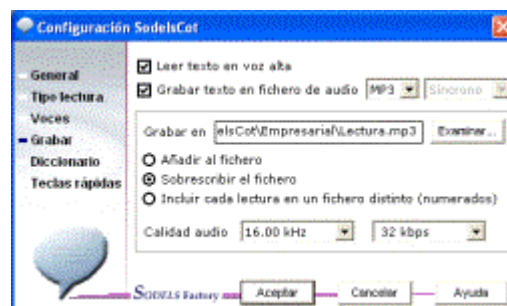 Configuración SodelsCot
General
Tipo lectura
Voces
Grabar
Diccionario
Teclas rápidas
Leer texto en voz alta
Grabar texto en fichero de audio MP3 Síncrono
Grabar en elsCot\Empresarial\Lectura.mp3 Examinar...
Añadir al fichero
Sobrescribir el fichero
Incluir cada lectura en un fichero distinto (numerados)
Calidad audio 16.00 kHz 32 kbps
SODELS Factory Aceptar Cancelar Ayuda